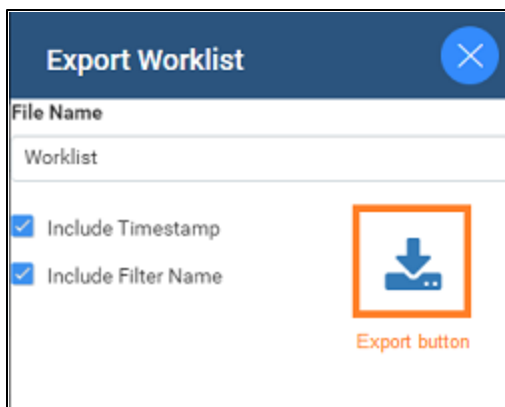 Export Worklist
File Name
Worklist
Include Timestamp
Include Filter Name
Export button